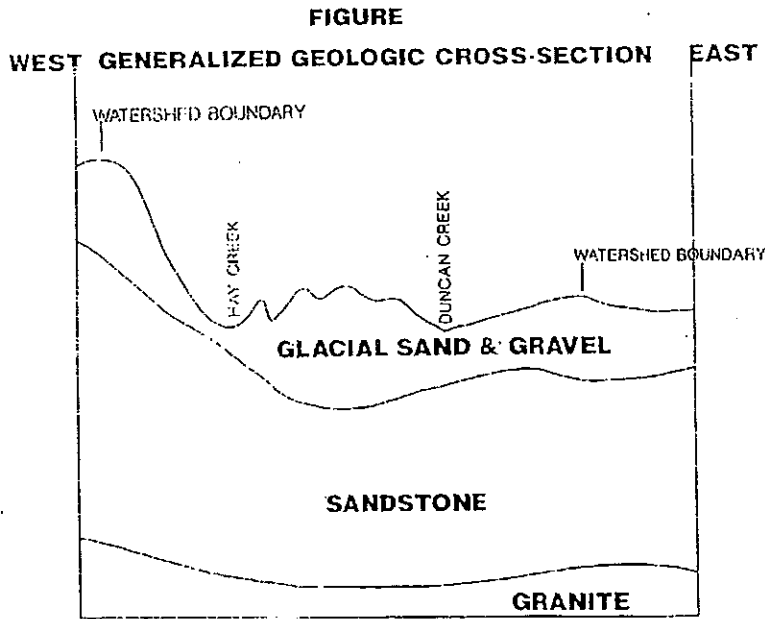 FIGURE
WEST GENERALIZED GEOLOGIC CROSS-SECTION EAST
WATERSHED BOUNDARY
HAY CREEK
DUNCAN CREEK
WATERSHED BOUNDARY
GLACIAL SAND & GRAVEL
SANDSTONE
GRANITE